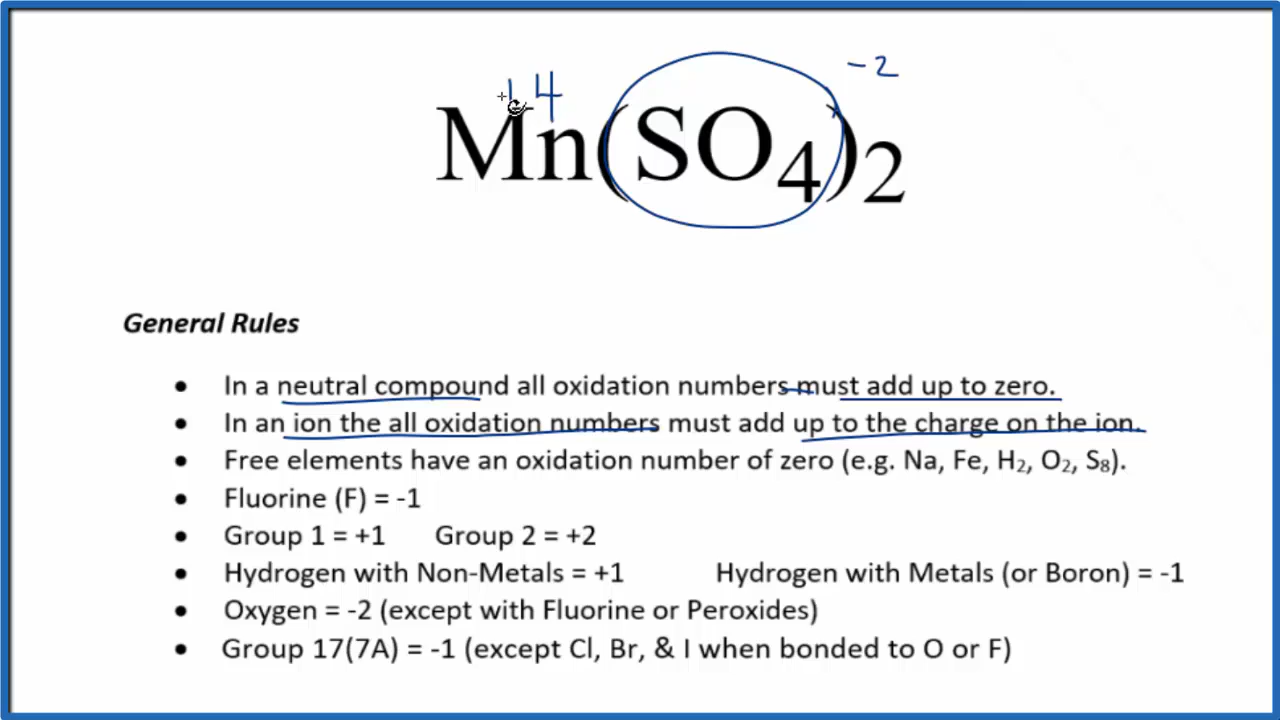 +4 -2
Mn(SO₄)₂
General Rules
• In a neutral compound all oxidation numbers must add up to zero.
• In an ion the all oxidation numbers must add up to the charge on the ion.
• Free elements have an oxidation number of zero (e.g. Na, Fe, H₂, O₂, S₈).
• Fluorine (F) = -1
• Group 1 = +1 Group 2 = +2
• Hydrogen with Non-Metals = +1 Hydrogen with Metals (or Boron) = -1
• Oxygen = -2 (except with Fluorine or Peroxides)
• Group 17(7A) = -1 (except Cl, Br, & I when bonded to O or F)